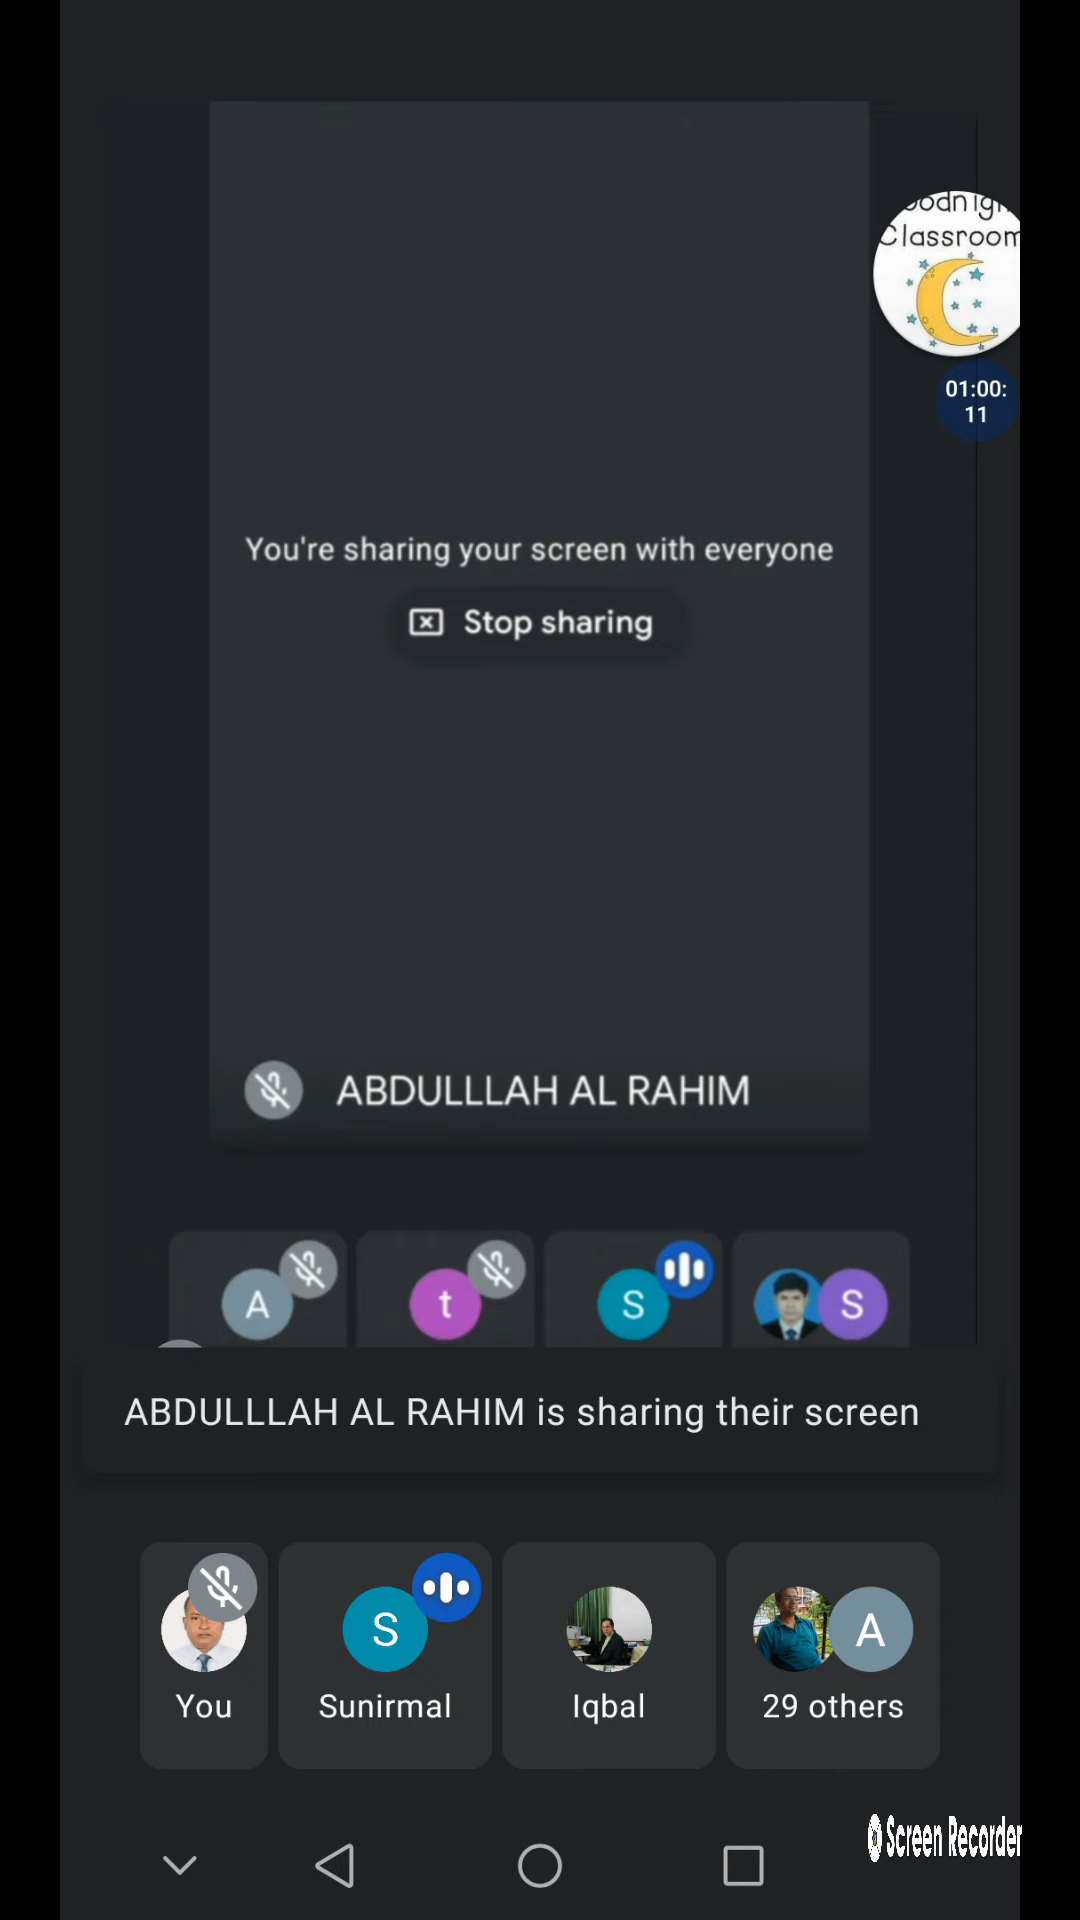 Classroom
01:00:
11
You're sharing your screen with everyone
Stop sharing
ABDULLLAH AL RAHIM
A
t
S
S
ABDULLLAH AL RAHIM is sharing their screen
S
A
You
Sunirmal
Iqbal
29 others
Screen Recorder